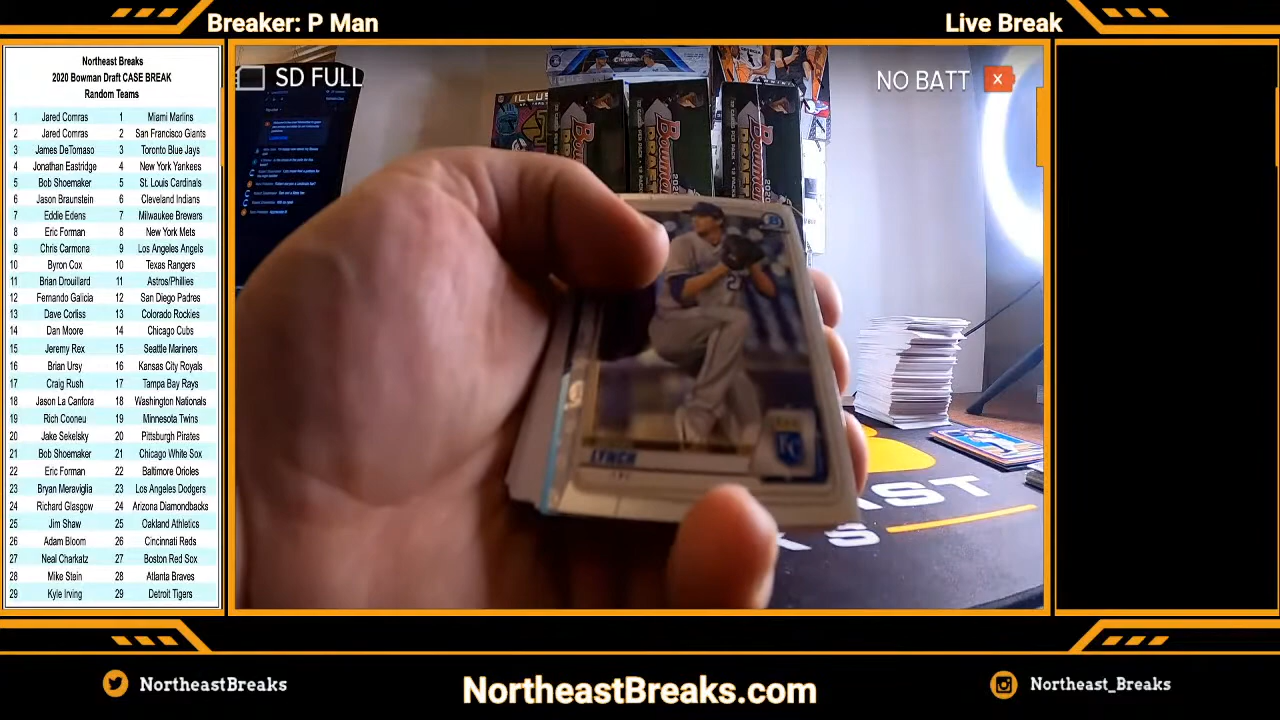 Breaker: P Man
Live Break
Northeast Breaks
2020 Bowman Draft CASE BREAK
Random Teams
1 Jared Comras 1 Miami Marlins
Jared Comras 2 San Francisco Giants
3 James DeTomaso 3 Toronto Blue Jays
4 Jonathan Eastridge 4 New York Yankees
5 Bob Shoemaker 5 St. Louis Cardinals
6 Jason Braunstein 6 Cleveland Indians
7 Eddie Edens 7 Milwaukee Brewers
8 Eric Forman 8 New York Mets
9 Chris Carmona 9 Los Angeles Angels
10 Byron Cox 10 Texas Rangers
11 Brian Drouillard 11 Astros/Phillies
12 Fernando Galicia 12 San Diego Padres
13 Dave Corliss 13 Colorado Rockies
14 Dan Moore 14 Chicago Cubs
15 Jeremy Rex 15 Seattle Mariners
16 Brian Ursy 16 Kansas City Royals
17 Craig Rush 17 Tampa Bay Rays
18 Jason La Canfora 18 Washington Nationals
19 Rich Cooneu 19 Minnesota Twins
20 Jake Sekelsky 20 Pittsburgh Pirates
21 Bob Shoemaker 21 Chicago White Sox
22 Eric Forman 22 Baltimore Orioles
23 Bryan Meraviglia 23 Los Angeles Dodgers
24 Richard Glasgow 24 Arizona Diamondbacks
25 Jim Shaw 25 Oakland Athletics
26 Adam Bloom 26 Cincinnati Reds
27 Neal Charkatz 27 Boston Red Sox
28 Mike Stein 28 Atlanta Braves
29 Kyle Irving 29 Detroit Tigers
SD FULL
NO BATT
Topps
Chrome
ILLUS
Bowman
Bowman
LYNCH
KC
AST
KS
NortheastBreaks
NortheastBreaks.com
Northeast_Breaks